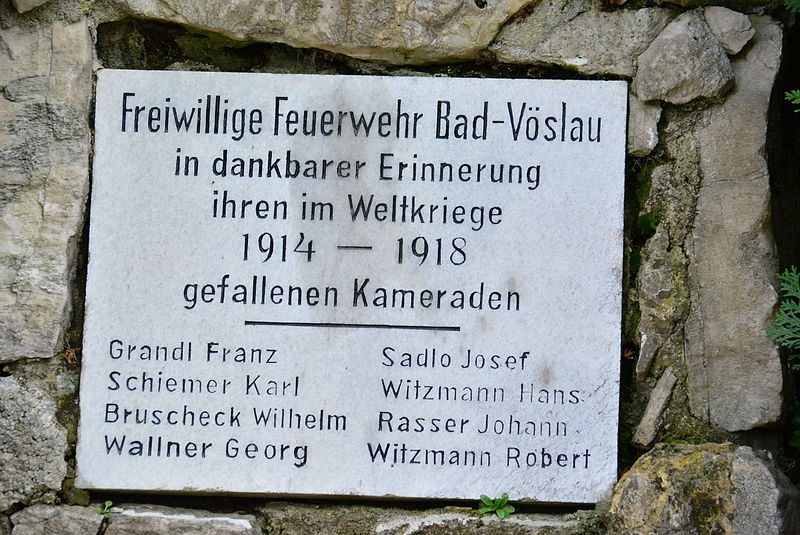 Freiwillige Feuerwehr Bad-Vöslau
in dankbarer Erinnerung
ihren im Weltkriege
1914 — 1918
gefallenen Kameraden
Grandl Franz
Schiemer Karl
Bruscheck Wilhelm
Wallner Georg
Sadlo Josef
Witzmann Hans
Rasser Johann
Witzmann Robert